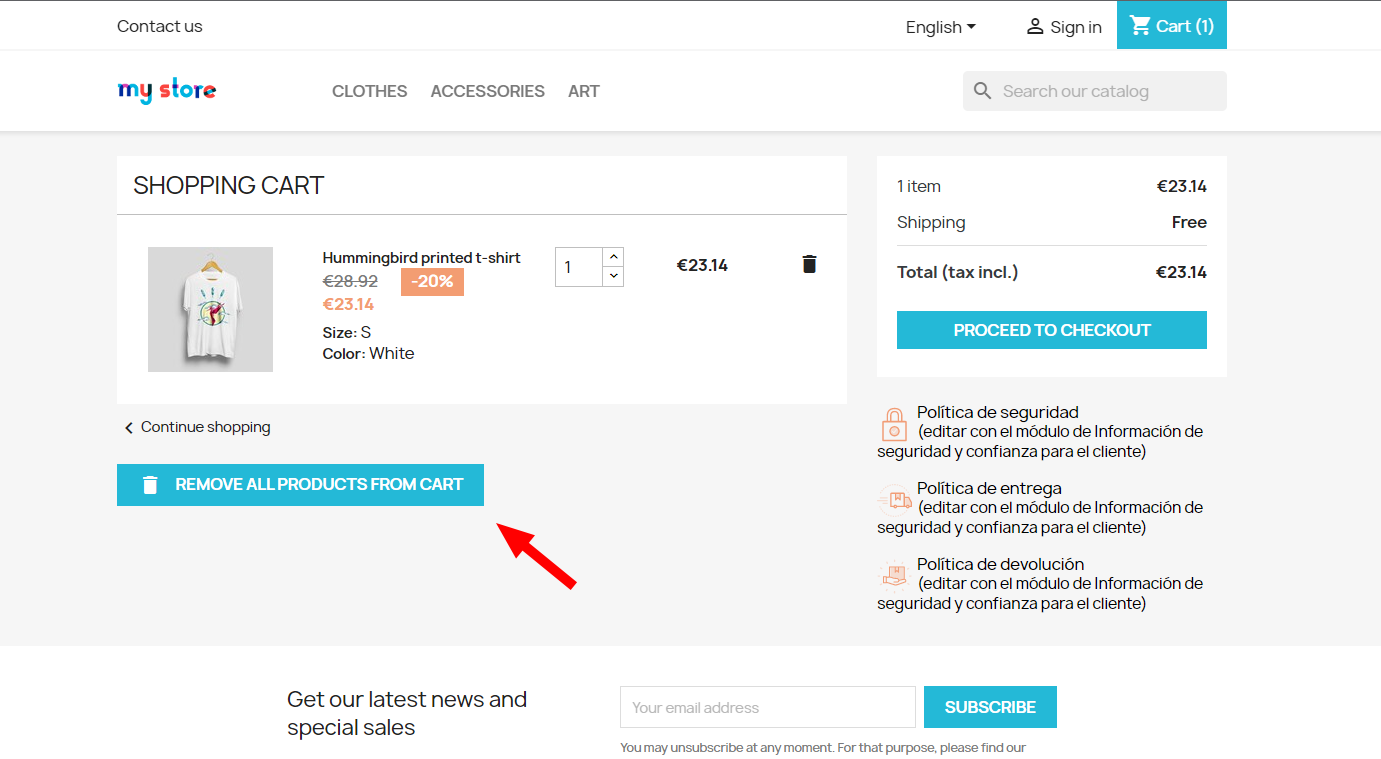 Contact us
English
Sign in
Cart (1)
my store
CLOTHES
ACCESSORIES
ART
Search our catalog
SHOPPING CART
Hummingbird printed t-shirt
€28.92
-20%
€23.14
Size: S
Color: White
1
€23.14
1 item
€23.14
Shipping
Free
Total (tax incl.)
€23.14
PROCEED TO CHECKOUT
Continue shopping
REMOVE ALL PRODUCTS FROM CART
Política de seguridad
(editar con el módulo de Información de
seguridad y confianza para el cliente)
Política de entrega
(editar con el módulo de Información de
seguridad y confianza para el cliente)
Política de devolución
(editar con el módulo de Información de
seguridad y confianza para el cliente)
Get our latest news and
special sales
Your email address
SUBSCRIBE
You may unsubscribe at any moment. For that purpose, please find our